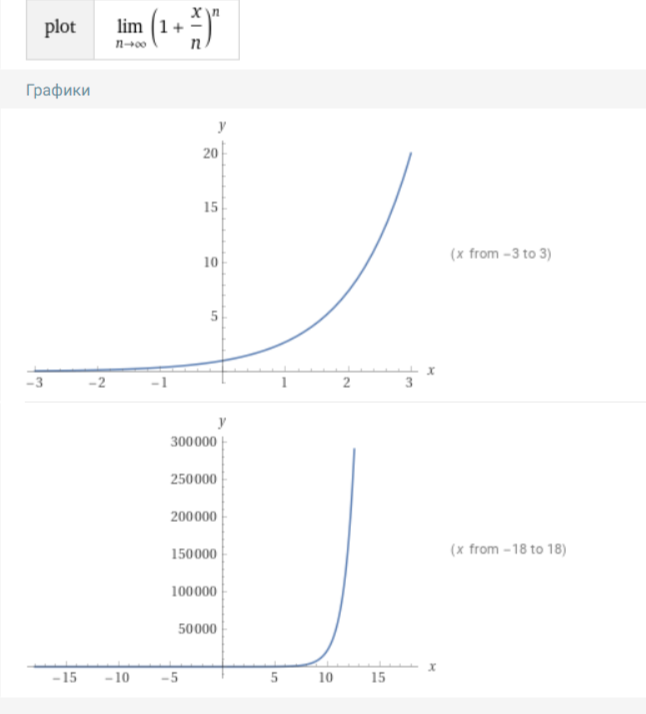 plot lim n→∞ (1 + x/n)^n
Графики
y
20
15
10
5
(x from −3 to 3)
−3 −2 −1 1 2 3 x
y
300000
250000
200000
150000
100000
50000
(x from −18 to 18)
−15 −10 −5 5 10 15 x